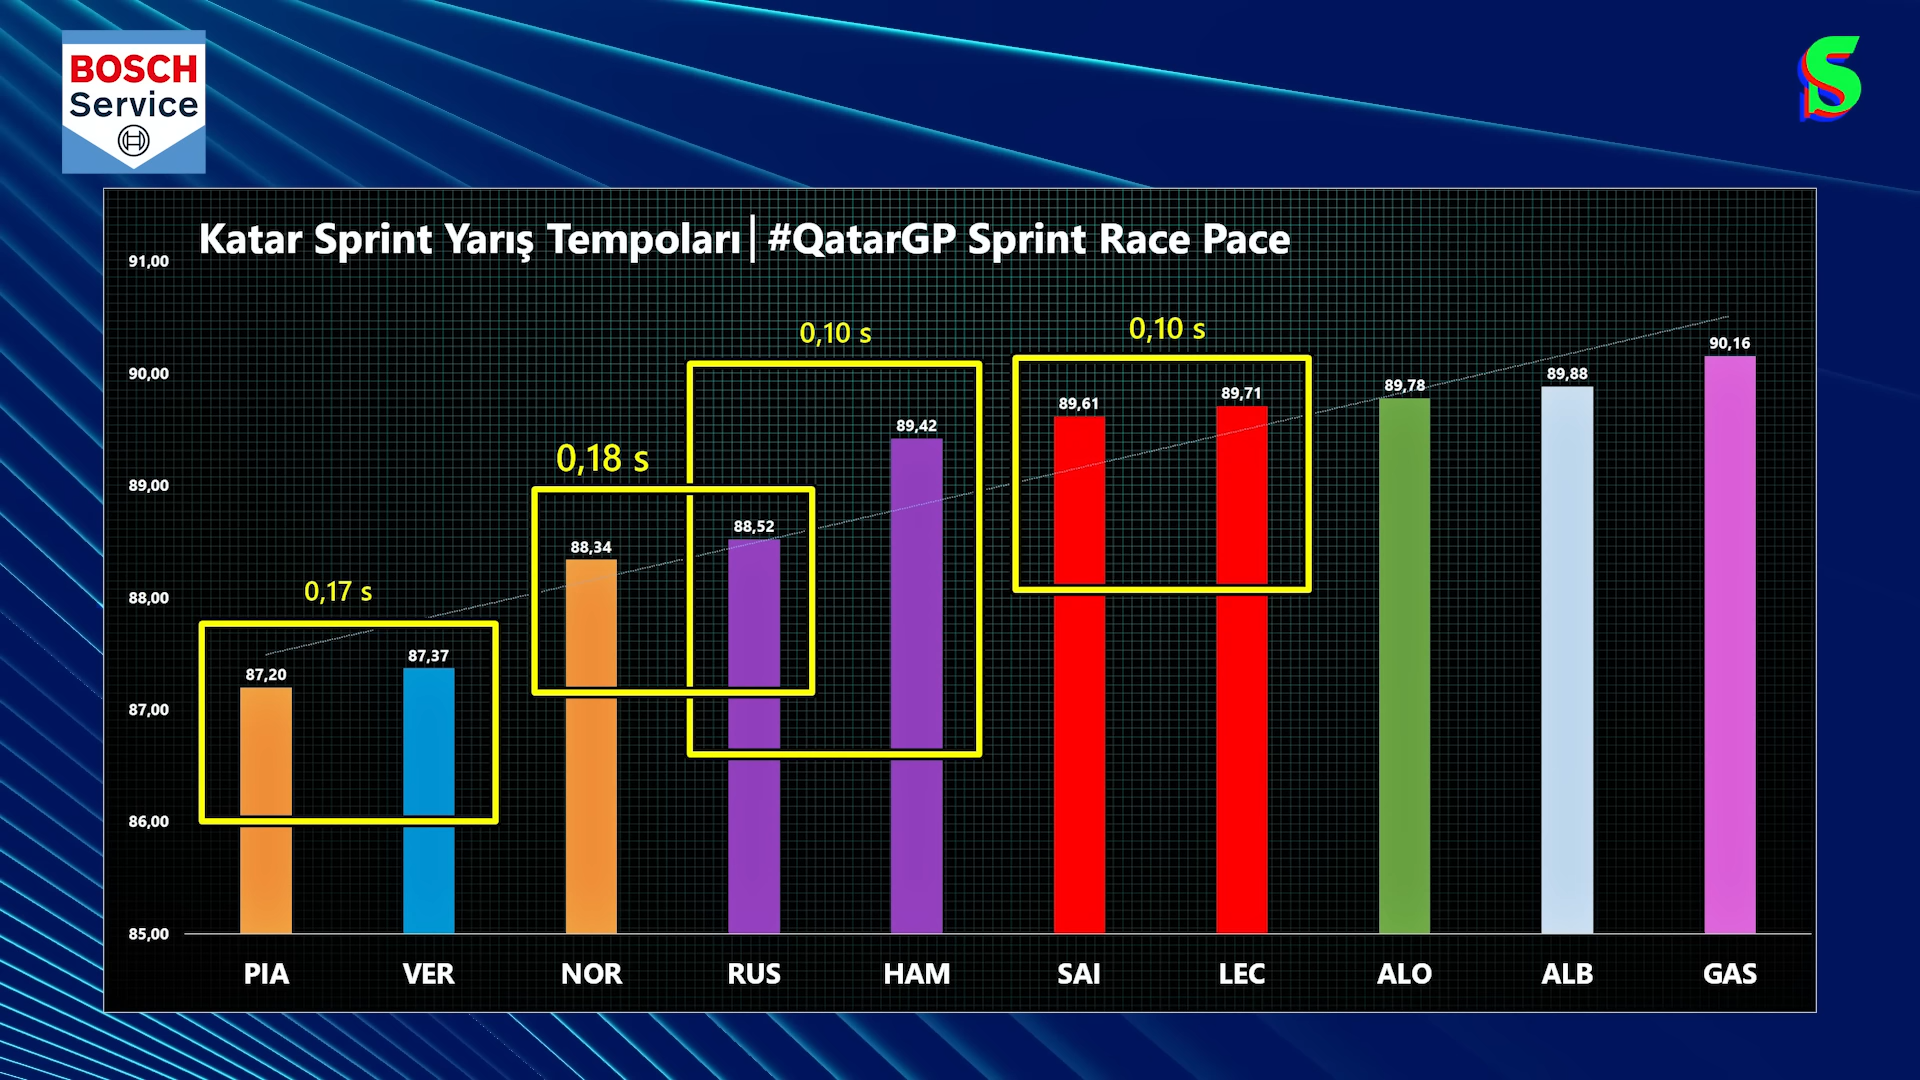 BOSCH
Service
Katar Sprint Yarış Tempoları| #QatarGP Sprint Race Pace
91,00
90,00
89,00
88,00
87,00
86,00
85,00
0,17 s
0,18 s
0,10 s
0,10 s
87,20
87,37
88,34
88,52
89,42
89,61
89,71
89,78
89,88
90,16
PIA VER NOR RUS HAM SAI LEC ALO ALB GAS